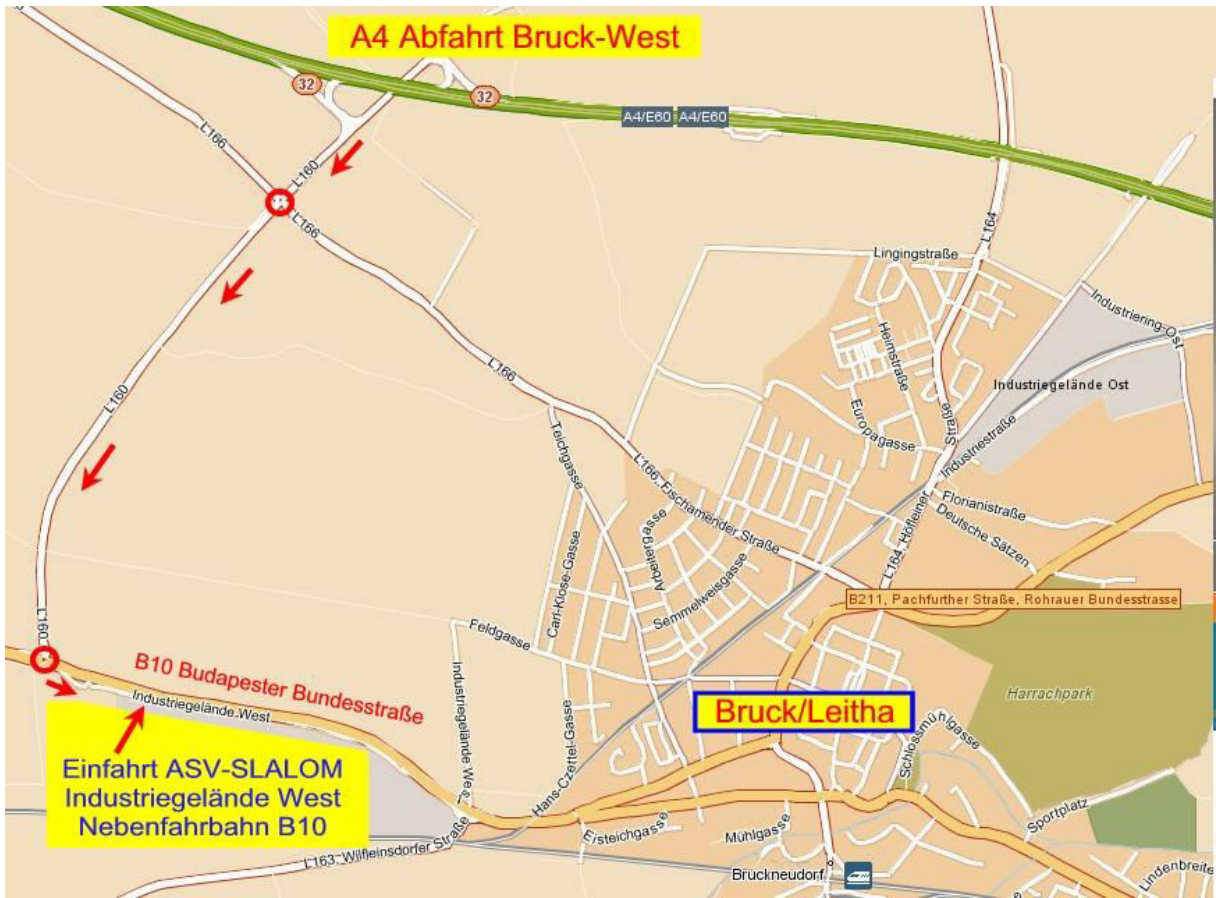 A4 Abfahrt Bruck-West
32
32
A4/E60
A4/E60
L166
L160
L166
L164
Lingingstraße
Industriering-Ost
Heimstraße
L166
Industriegelände Ost
L160
Europagasse
Straße
Industriestraße
Teichgasse
L166, Fischamender Straße
Florianistraße
Deutsche Sätzen
L164, Höfleiner
Arbeitergasse
Carl-Klose-Gasse
Semmelweisgasse
B211, Pachfurther Straße, Rohrauer Bundesstrasse
L160
Feldgasse
B10 Budapester Bundesstraße
Industriegelände West
Industriegelände We
Harrachpark
Bruck/Leitha
Schlossmühlgasse
Hans-Czettel-Gasse
Einfahrt ASV-SLALOM
Industriegelände West
Nebenfahrbahn B10
Sportplatz
Eisteichgasse
Mühlgasse
L163, Wilfleinsdorfer Straße
Bruckneudorf
Lindenbreite